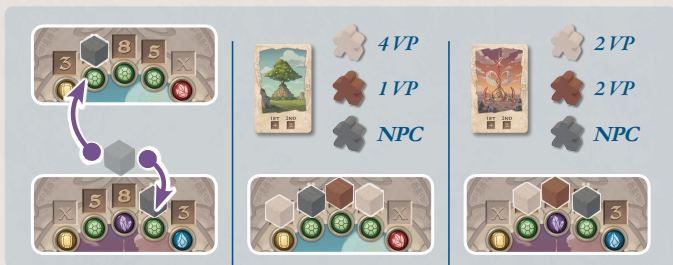 3 8 5 X
5 8 3
X
1ST 2ND
4 VP
1 VP
NPC
X
1ST 2ND
2 VP
2 VP
NPC
X 3